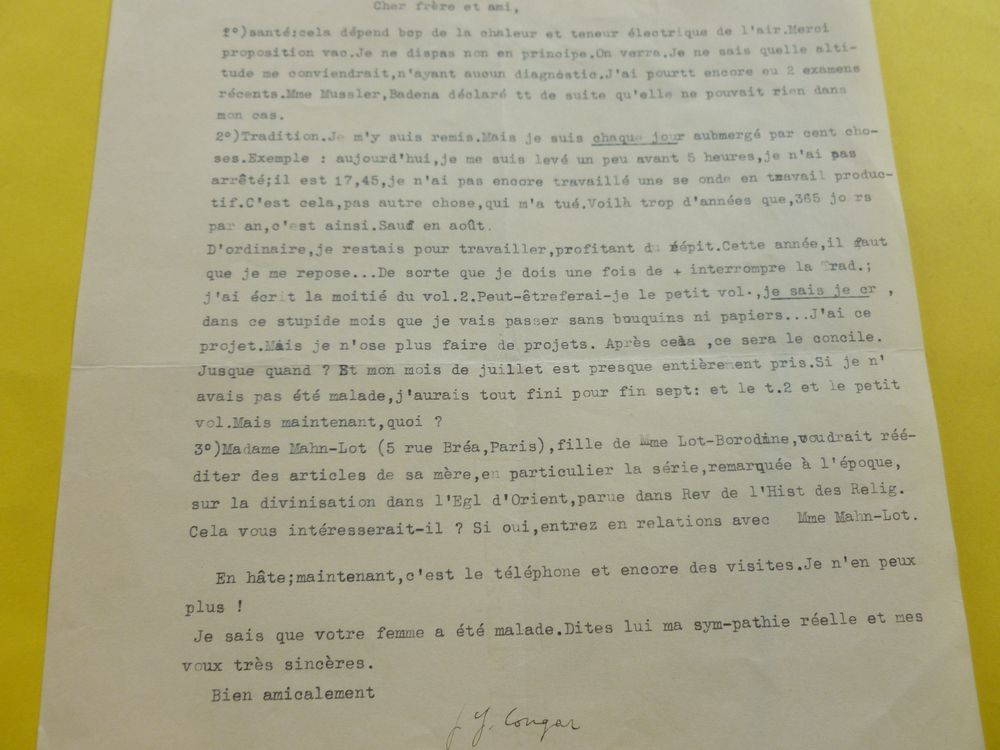 Cher frère et ami,
1°)santé;cela dépend bcp de la chaleur et teneur électrique de l'air.Merci
proposition vac.Je ne dispas non en principe.On verra.Je ne sais quelle alti-
tude me conviendrait,n'ayant aucun diagnostic.J'ai pourtt encore eu 2 examens
récents.Mme Mussler,Badena déclaré tt de suite qu'elle ne pouvait rien dans
mon cas.
2°)Tradition.Je m'y suis remis.Mais je suis chaque jour submergé par cent cho-
ses.Exemple : aujourd'hui,je me suis levé un peu avant 5 heures,je n'ai pas
arrêté;il est 17,45,je n'ai pas encore travaillé une se onde en travail produc-
tif.C'est cela,pas autre chose,qui m'a tué.Voilà trop d'années que,365 jo rs
par an,c'est ainsi.Sauf en août.
D'ordinaire,je restais pour travailler,profitant du répit.Cette année,il faut
que je me repose...De sorte que je dois une fois de + interrompre la Trad.;
j'ai écrit la moitié du vol.2.Peut-êtreferai-je le petit vol.,je sais je cr ,
dans ce stupide mois que je vais passer sans bouquins ni papiers...J'ai ce
projet.Mais je n'ose plus faire de projets. Après cela ,ce sera le concile.
Jusque quand ? Et mon mois de juillet est presque entièrement pris.Si je n'
avais pas été malade,j'aurais tout fini pour fin sept: et le t.2 et le petit
vol.Mais maintenant,quoi ?
3°)Madame Mahn-Lot (5 rue Bréa,Paris),fille de Mme Lot-Borodine,voudrait réé-
diter des articles de sa mère,en particulier la série,remarquée à l'époque,
sur la divinisation dans l'Egl d'Orient,parue dans Rev de l'Hist des Relig.
Cela vous intéresserait-il ? Si oui,entrez en relations avec Mme Mahn-Lot.
En hâte;maintenant,c'est le téléphone et encore des visites.Je n'en peux
plus !
Je sais que votre femme a été malade.Dites lui ma sym-pathie réelle et mes
voux très sincères.
Bien amicalement
f Y. Congar